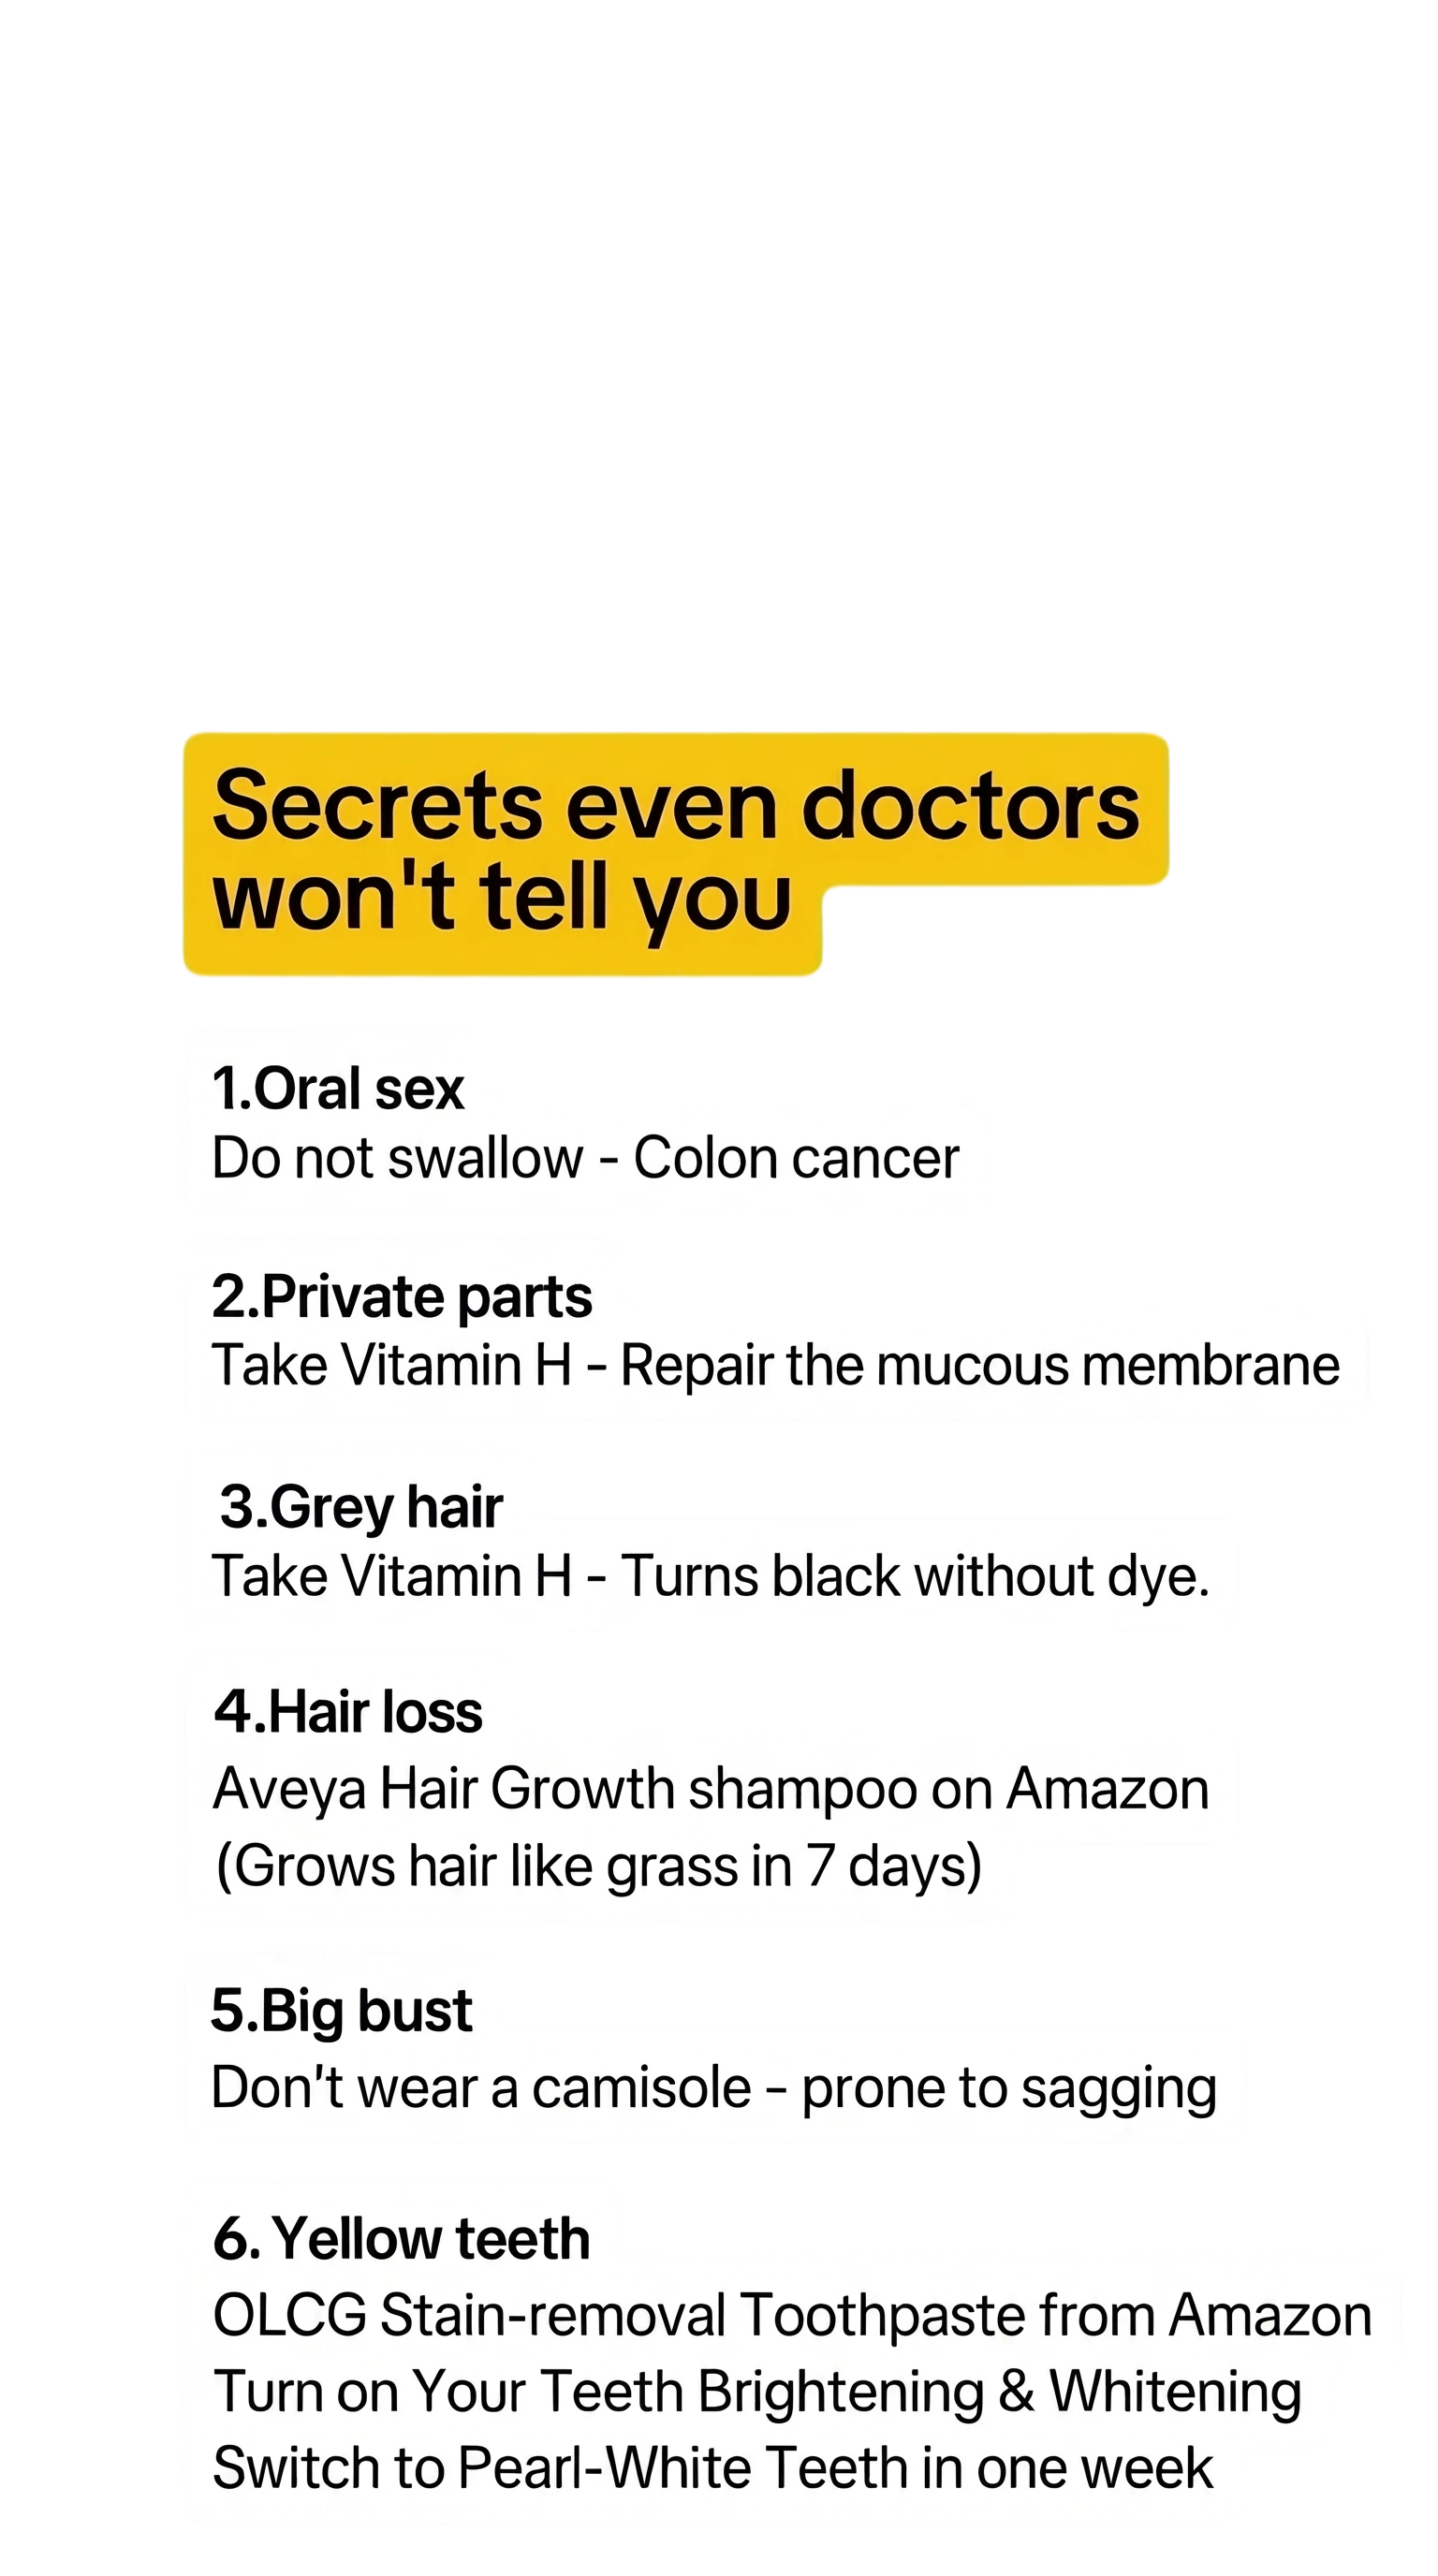 Secrets even doctors
won't tell you
1.Oral sex
Do not swallow - Colon cancer
2.Private parts
Take Vitamin H - Repair the mucous membrane
3.Grey hair
Take Vitamin H - Turns black without dye.
4.Hair loss
Aveya Hair Growth shampoo on Amazon
(Grows hair like grass in 7 days)
5.Big bust
Don't wear a camisole - prone to sagging
6. Yellow teeth
OLCG Stain-removal Toothpaste from Amazon
Turn on Your Teeth Brightening & Whitening
Switch to Pearl-White Teeth in one week